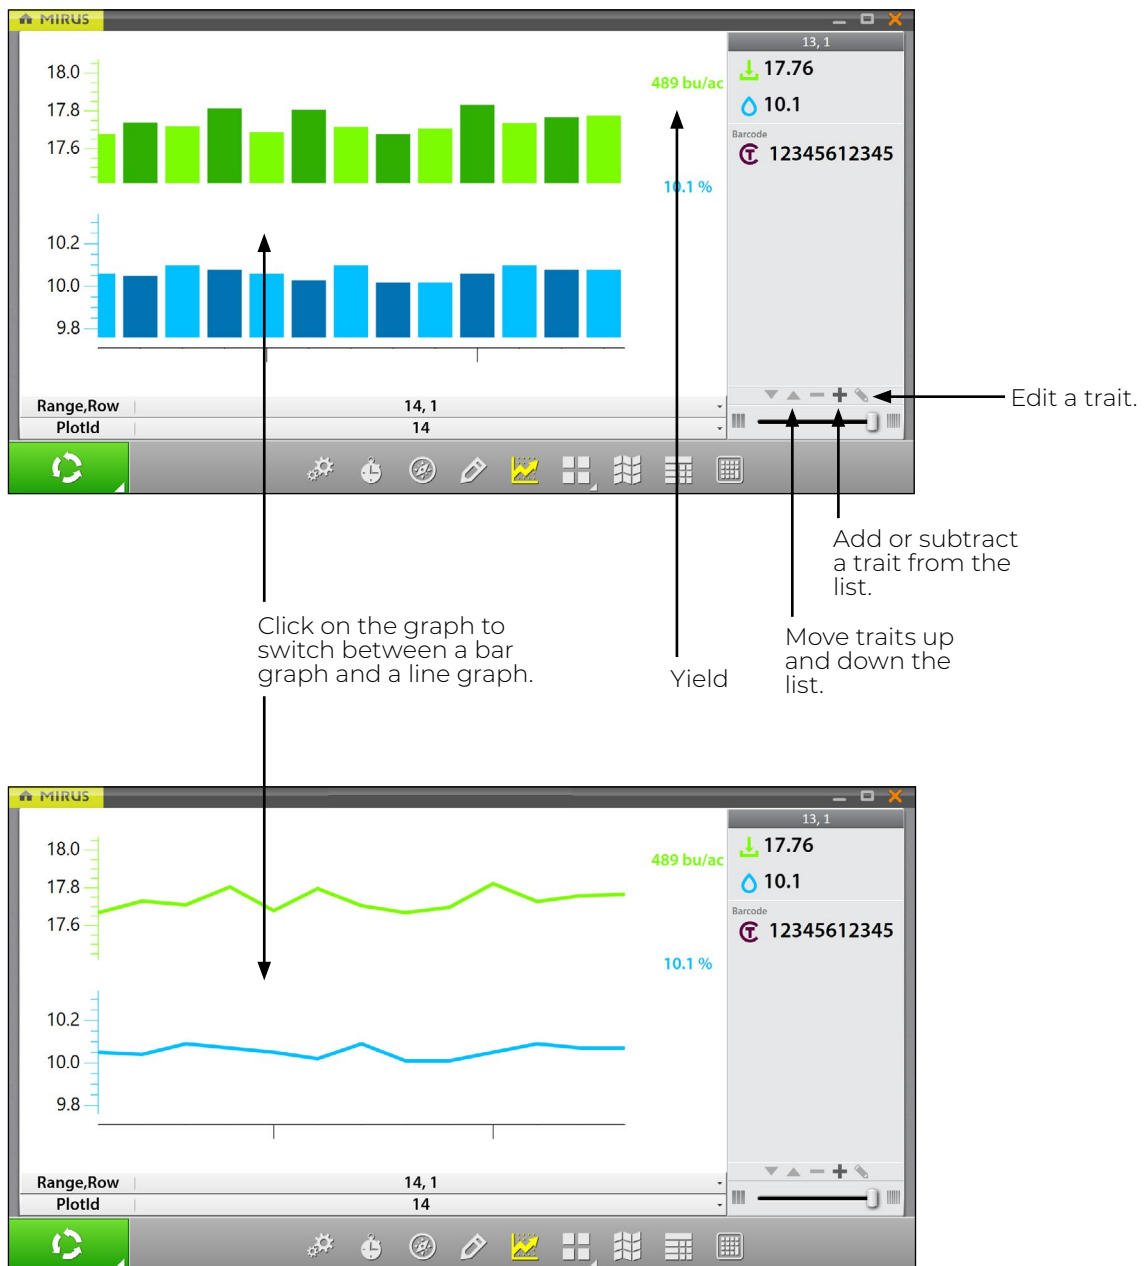 MIRUS
13, 1
18.0
17.8
17.6
489 bu/ac
17.76
10.1
Barcode
12345612345
10.1 %
10.2
10.0
9.8
Range,Row 14, 1
PlotId 14
Edit a trait.
Add or subtract
a trait from the
list.
Click on the graph to
switch between a bar
graph and a line graph.
Yield
Move traits up
and down the
list.
MIRUS
13, 1
18.0
17.8
17.6
489 bu/ac
17.76
10.1
Barcode
12345612345
10.1 %
10.2
10.0
9.8
Range,Row 14, 1
PlotId 14